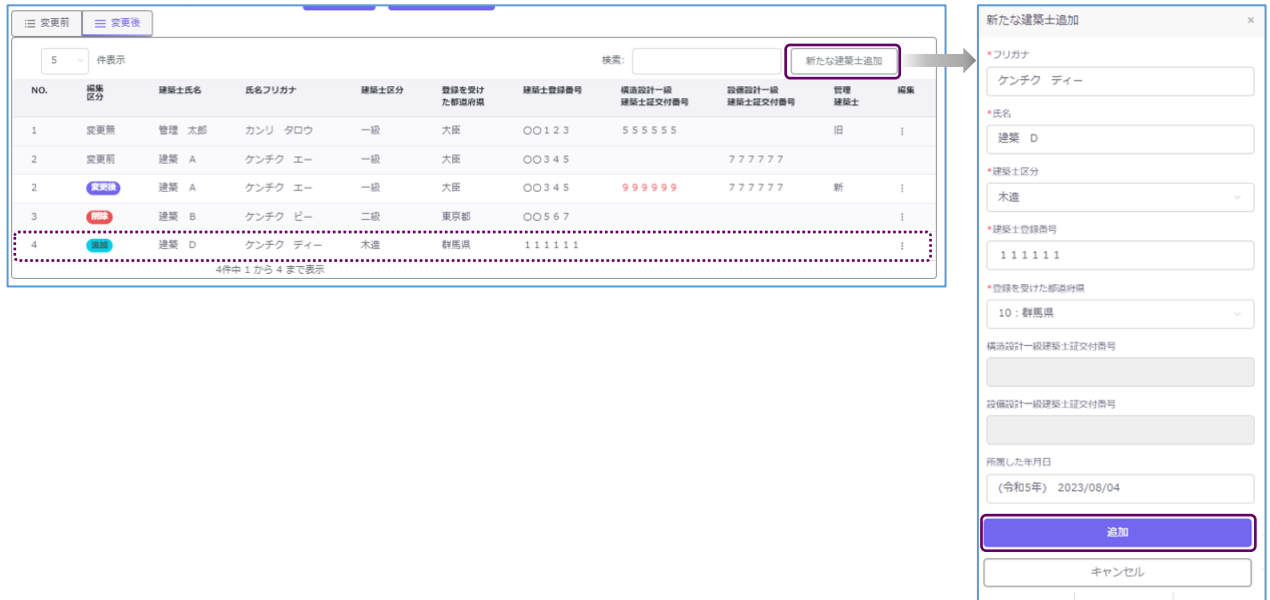 変更前 変更後
5 件表示 検索: 新たな建築士追加
NO. 編集区分 建築士氏名 氏名フリガナ 建築士区分 登録を受けた都道府県 建築士登録番号 構造設計一級建築士証交付番号 設備設計一級建築士証交付番号 管理建築士 編集
1 変更無 管理 太郎 カンリ タロウ 一級 大臣 〇〇123 555555 旧
2 変更前 建築 A ケンチク エー 一級 大臣 〇〇345 777777
2 変更後 建築 A ケンチク エー 一級 大臣 〇〇345 999999 777777 新
3 削除 建築 B ケンチク ビー 二級 東京都 〇〇567
4 追加 建築 D ケンチク ディー 木造 群馬県 111111
4件中 1 から 4 まで表示
新たな建築士追加 ×
*フリガナ
ケンチク ディー
*氏名
建築 D
*建築士区分
木造
*建築士登録番号
111111
*登録を受けた都道府県
10:群馬県
構造設計一級建築士証交付番号
設備設計一級建築士証交付番号
所属した年月日
(令和5年) 2023/08/04
追加
キャンセル